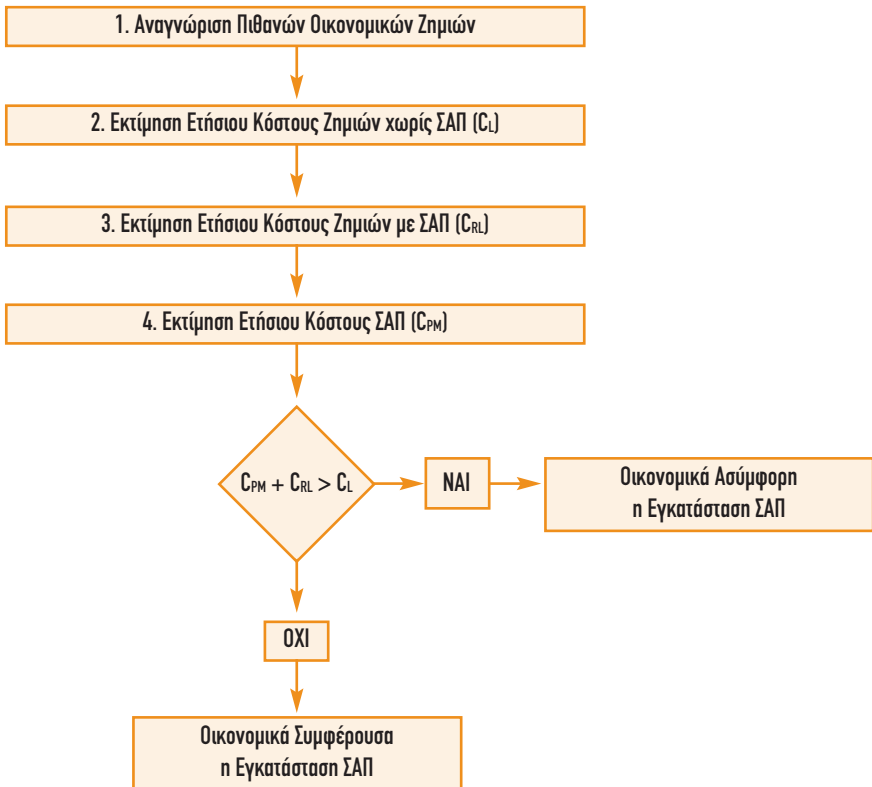 1. Αναγνώριση Πιθανών Οικονομικών Ζημιών
2. Εκτίμηση Ετήσιου Κόστους Ζημιών χωρίς ΣΑΠ (CL)
3. Εκτίμηση Ετήσιου Κόστους Ζημιών με ΣΑΠ (CRL)
4. Εκτίμηση Ετήσιου Κόστους ΣΑΠ (CPM)
CPM + CRL > CL
ΝΑΙ
Οικονομικά Ασύμφορη
η Εγκατάσταση ΣΑΠ
ΟΧΙ
Οικονομικά Συμφέρουσα
η Εγκατάσταση ΣΑΠ